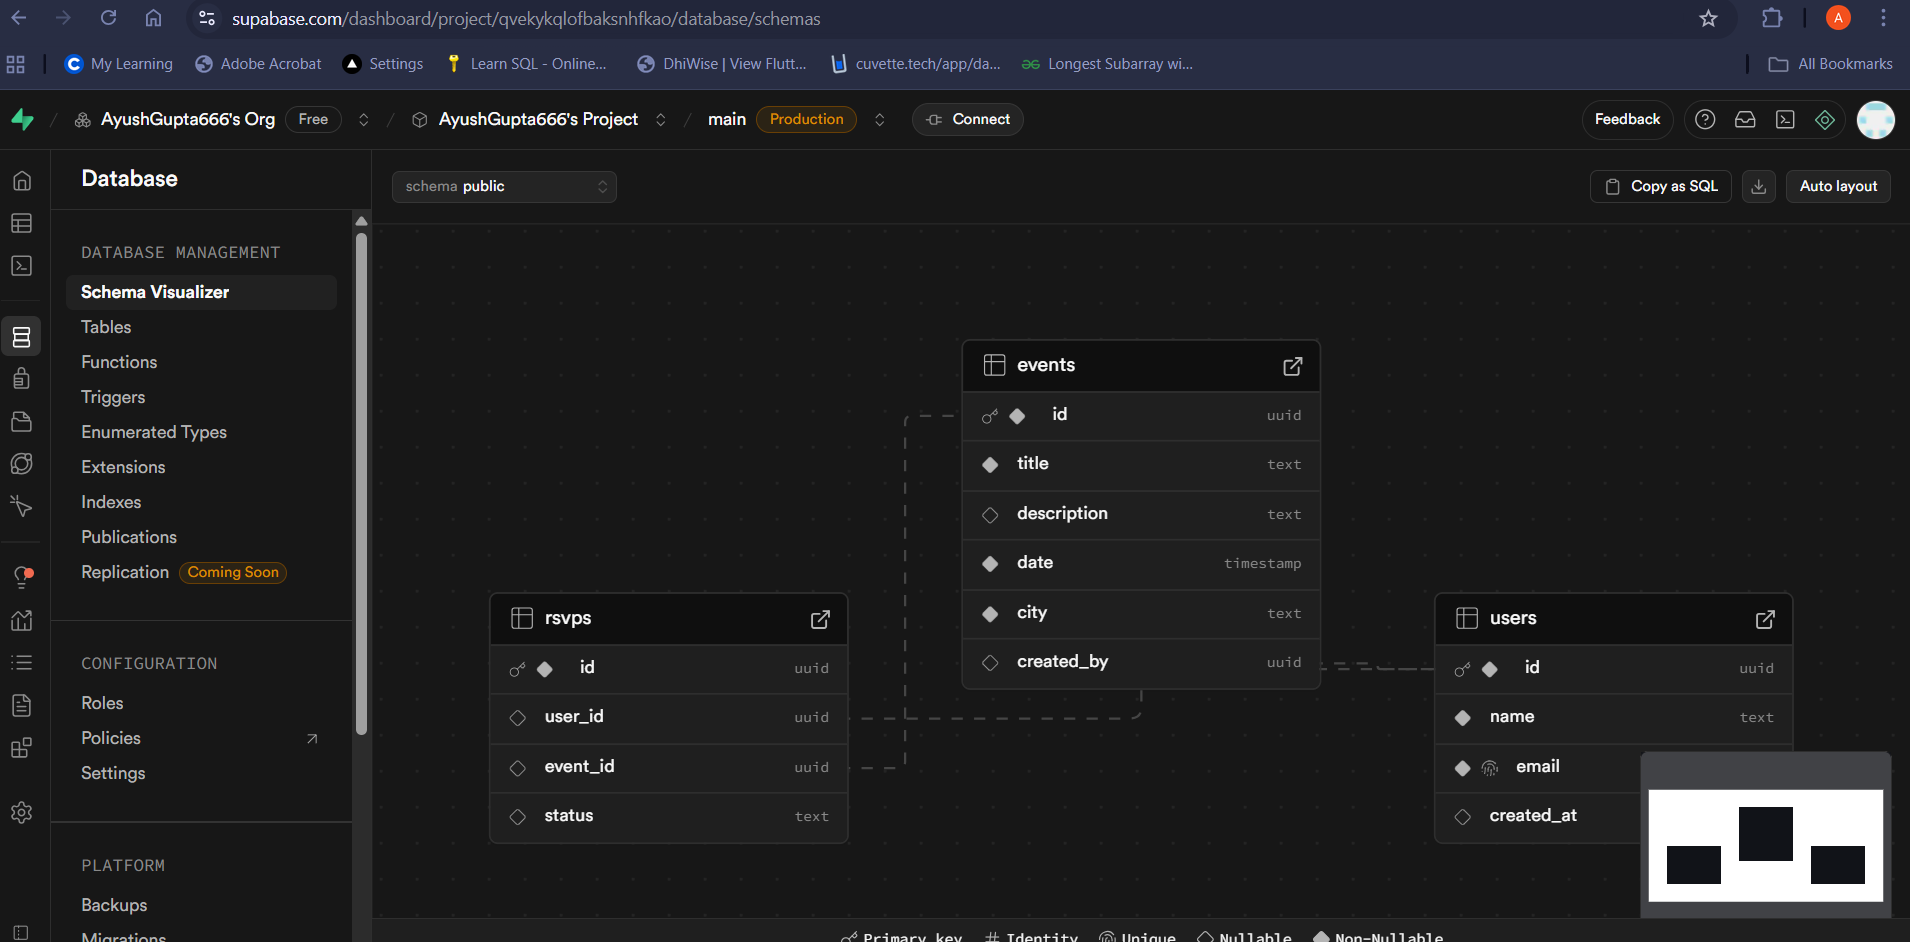 supabase.com/dashboard/project/qvekykqlofbaksnhfkao/database/schemas
A
My Learning
Adobe Acrobat
Settings
Learn SQL - Online...
DhiWise | View Flutt...
cuvette.tech/app/da...
Longest Subarray wi...
All Bookmarks
AyushGupta666's Org Free
AyushGupta666's Project
main Production
Connect
Feedback
Database
schema public
Copy as SQL
Auto layout
DATABASE MANAGEMENT
Schema Visualizer
Tables
Functions
Triggers
Enumerated Types
Extensions
Indexes
Publications
Replication Coming Soon
CONFIGURATION
Roles
Policies
Settings
PLATFORM
Backups
Migrations
events
id uuid
title text
description text
date timestamp
city text
created_by uuid
rsvps
id uuid
user_id uuid
event_id uuid
status text
users
id uuid
name text
email
created_at
Primary key
Identity
Unique
Nullable
Non-Nullable